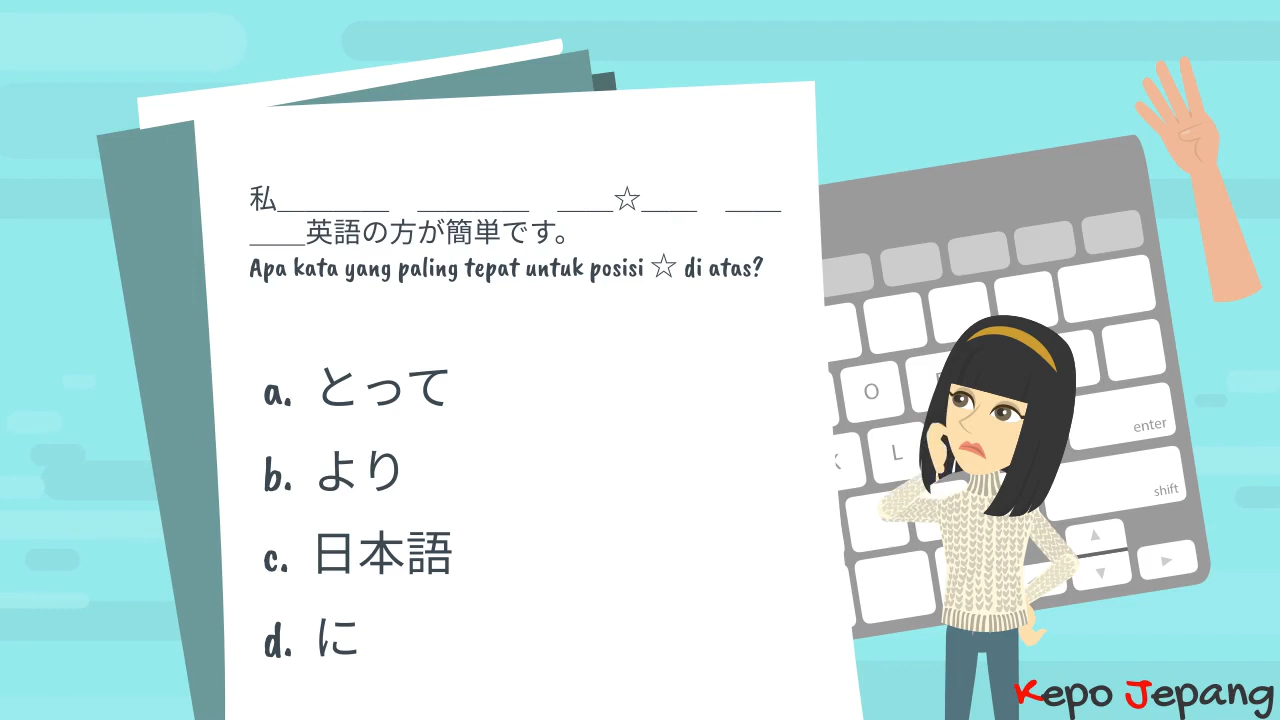 私________ ________ ____☆____ ____
____英語の方が簡単です。
Apa kata yang paling tepat untuk posisi ☆ di atas?
a. とって
b. より
c. 日本語
d. に
O
L
enter
shift
Kepo Jepang